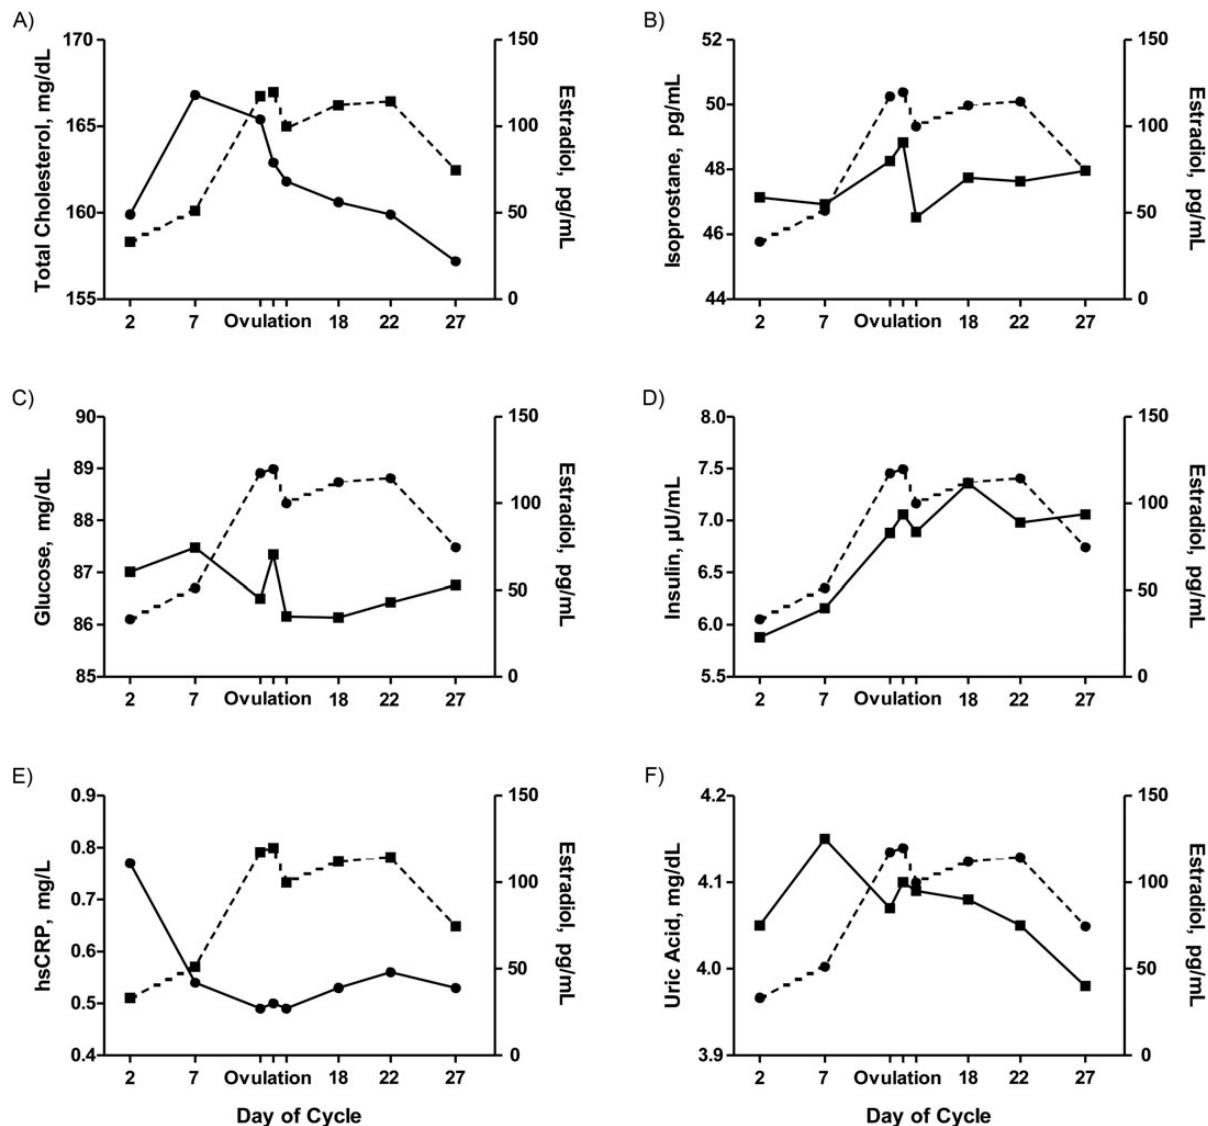 A)
Total Cholesterol, mg/dL
170
165
160
155
150
100
50
0
Estradiol, pg/mL
2 7 Ovulation 18 22 27
B)
Isoprostane, pg/mL
52
50
48
46
44
150
100
50
0
Estradiol, pg/mL
2 7 Ovulation 18 22 27
C)
Glucose, mg/dL
90
89
88
87
86
85
150
100
50
0
Estradiol, pg/mL
2 7 Ovulation 18 22 27
D)
Insulin, µU/mL
8.0
7.5
7.0
6.5
6.0
5.5
150
100
50
0
Estradiol, pg/mL
2 7 Ovulation 18 22 27
E)
hsCRP, mg/L
0.9
0.8
0.7
0.6
0.5
0.4
150
100
50
0
Estradiol, pg/mL
2 7 Ovulation 18 22 27
Day of Cycle
F)
Uric Acid, mg/dL
4.2
4.1
4.0
3.9
150
100
50
0
Estradiol, pg/mL
2 7 Ovulation 18 22 27
Day of Cycle